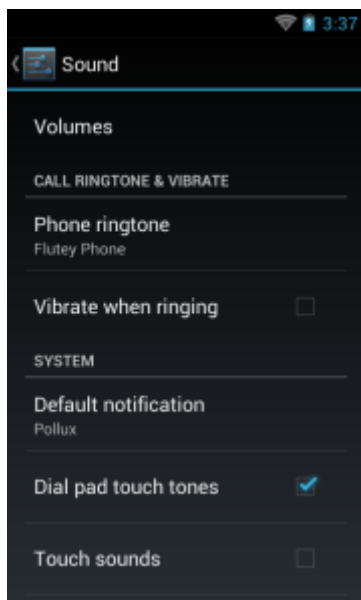 3:37
Sound
Volumes
CALL RINGTONE & VIBRATE
Phone ringtone
Flutey Phone
Vibrate when ringing
SYSTEM
Default notification
Pollux
Dial pad touch tones
Touch sounds